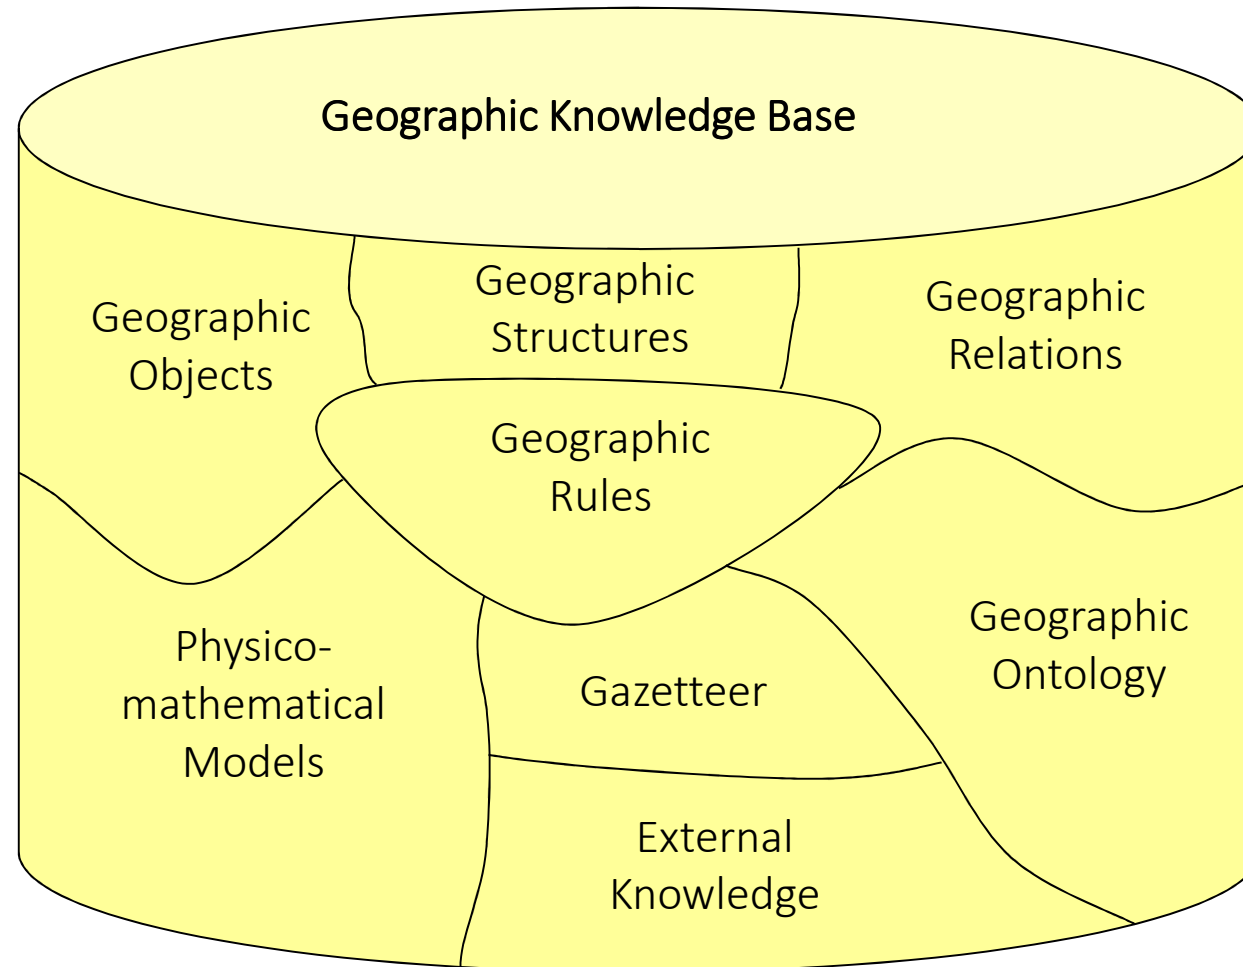 Geographic Knowledge Base
Geographic
Structures
Geographic
Objects
Geographic
Relations
Geographic
Rules
Physico-
mathematical
Models
Gazetteer
Geographic
Ontology
External
Knowledge